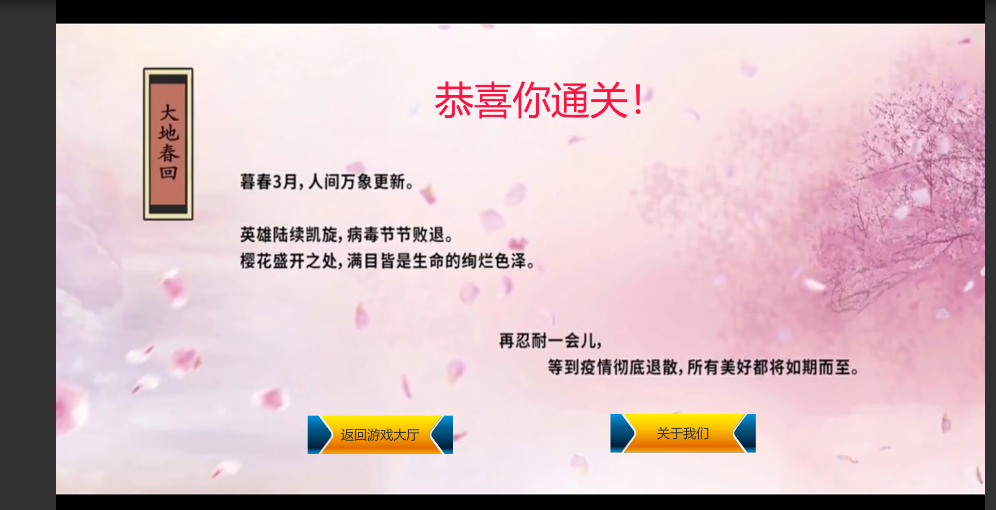 恭喜你通关！
大地春回
暮春3月，人间万象更新。
英雄陆续凯旋，病毒节节败退。
樱花盛开之处，满目皆是生命的绚烂色泽。
再忍耐一会儿，
等到疫情彻底退散，所有美好都将如期而至。
返回游戏大厅
关于我们